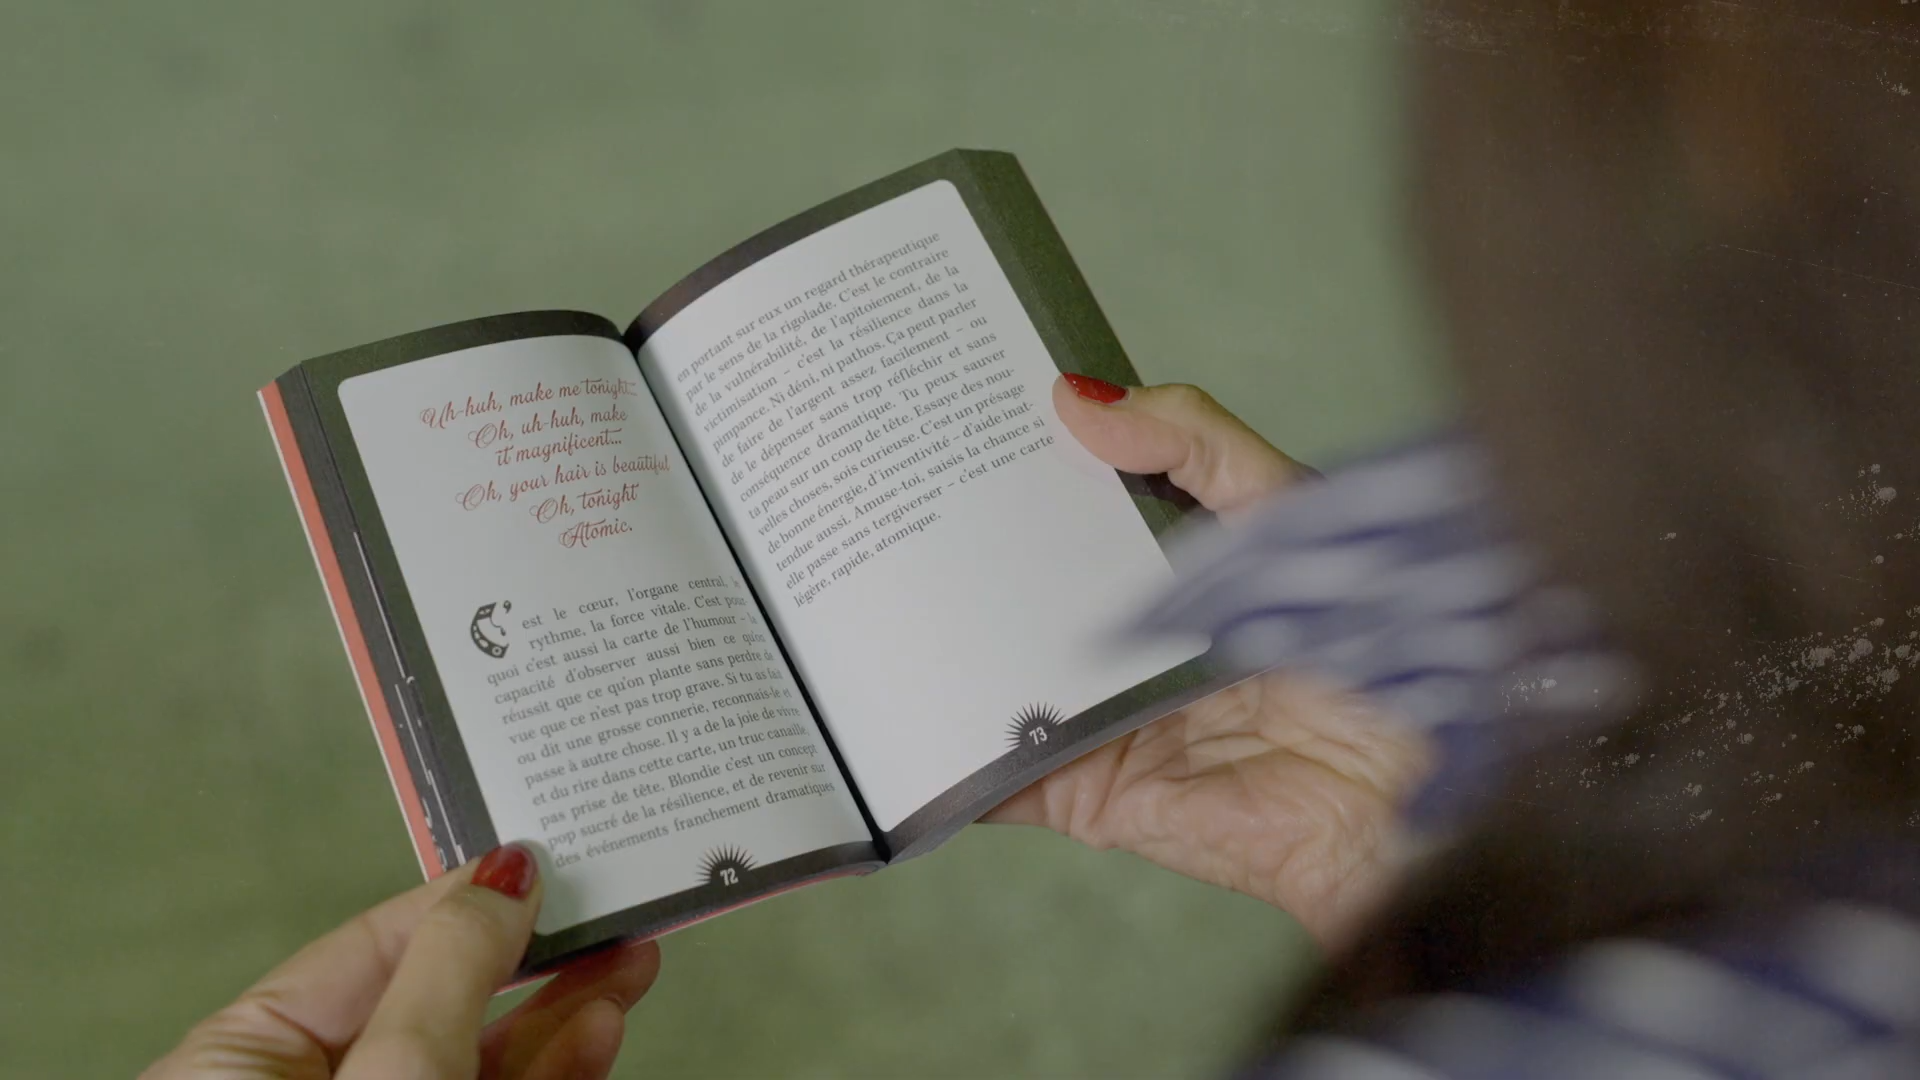 Uh-huh, make me tonight...
Oh, uh-huh, make
it magnificent...
Oh, your hair is beautiful
Oh, tonight
Atomic.
C'est le cœur, l'organe central, le
rythme, la force vitale. C'est pour-
quoi c'est aussi la carte de l'humour – la
capacité d'observer aussi bien ce qu'on
réussit que ce qu'on plante sans perdre de
vue que ce n'est pas trop grave. Si tu as fait
ou dit une grosse connerie, reconnais-le et
passe à autre chose. Il y a de la joie de vivre
et du rire dans cette carte, un truc canaille,
pas prise de tête. Blondie c'est un concept
pop sucré de la résilience, et de revenir sur
des événements franchement dramatiques
72
en portant sur eux un regard thérapeutique
par le sens de la rigolade. C'est le contraire
de la vulnérabilité, de l'apitoiement, de la
victimisation – c'est la résilience dans la
pimpance. Ni déni, ni pathos. Ça peut parler
de faire de l'argent assez facilement – ou
de le dépenser sans trop réfléchir et sans
conséquence dramatique. Tu peux sauver
ta peau sur un coup de tête. Essaye des nou-
velles choses, sois curieuse. C'est un présage
de bonne énergie, d'inventivité – d'aide inat-
tendue aussi. Amuse-toi, saisis la chance si
elle passe sans tergiverser – c'est une carte
légère, rapide, atomique.
73